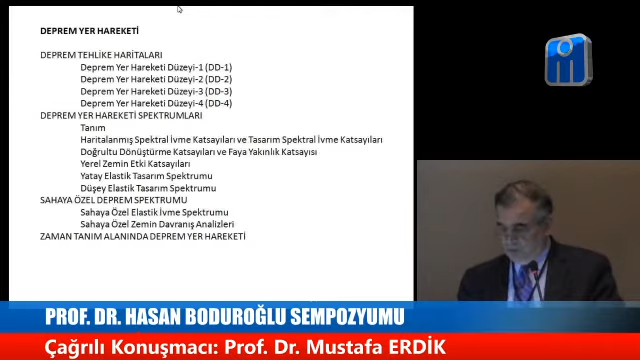 DEPREM YER HAREKETİ
DEPREM TEHLİKE HARİTALARI
Deprem Yer Hareketi Düzeyi-1 (DD-1)
Deprem Yer Hareketi Düzeyi-2 (DD-2)
Deprem Yer Hareketi Düzeyi-3 (DD-3)
Deprem Yer Hareketi Düzeyi-4 (DD-4)
DEPREM YER HAREKETİ SPEKTRUMLARI
Tanım
Haritalanmış Spektral İvme Katsayıları ve Tasarım Spektral İvme Katsayıları
Doğrultu Dönüştürme Katsayıları ve Faya Yakınlık Katsayısı
Yerel Zemin Etki Katsayıları
Yatay Elastik Tasarım Spektrumu
Düşey Elastik Tasarım Spektrumu
SAHAYA ÖZEL DEPREM SPEKTRUMU
Sahaya Özel Elastik İvme Spektrumu
Sahaya Özel Zemin Davranış Analizleri
ZAMAN TANIM ALANINDA DEPREM YER HAREKETİ
PROF. DR. HASAN BODUROĞLU SEMPOZYUMU
Çağrılı Konuşmacı: Prof. Dr. Mustafa ERDİK